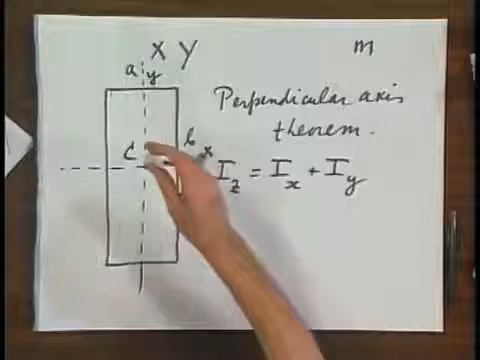 X Y
m
a
y
Perpendicular axis
b
theorem.
C
x
I_z = I_x + I_y